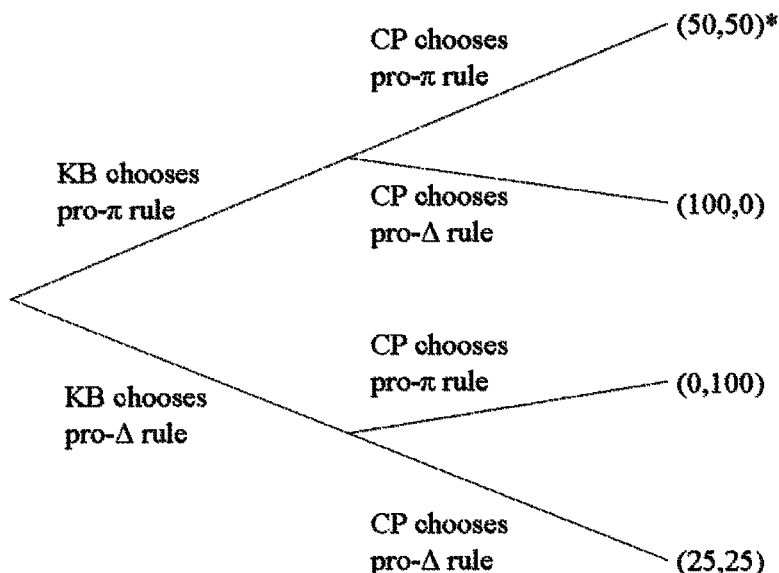 CP chooses
pro-π rule
(50,50)*
KB chooses
pro-π rule
CP chooses
pro-Δ rule
(100,0)
CP chooses
pro-π rule
(0,100)
KB chooses
pro-Δ rule
CP chooses
pro-Δ rule
(25,25)